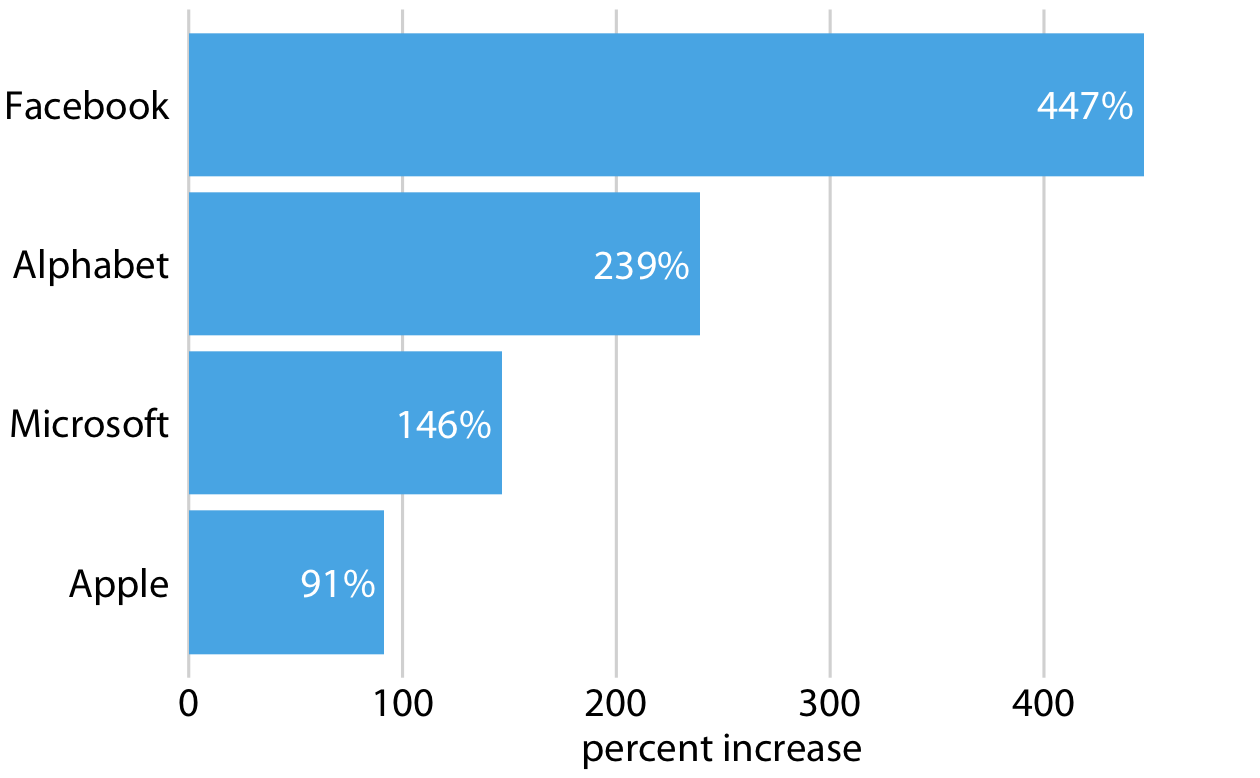 Facebook 447%
Alphabet 239%
Microsoft 146%
Apple 91%
0 100 200 300 400
percent increase